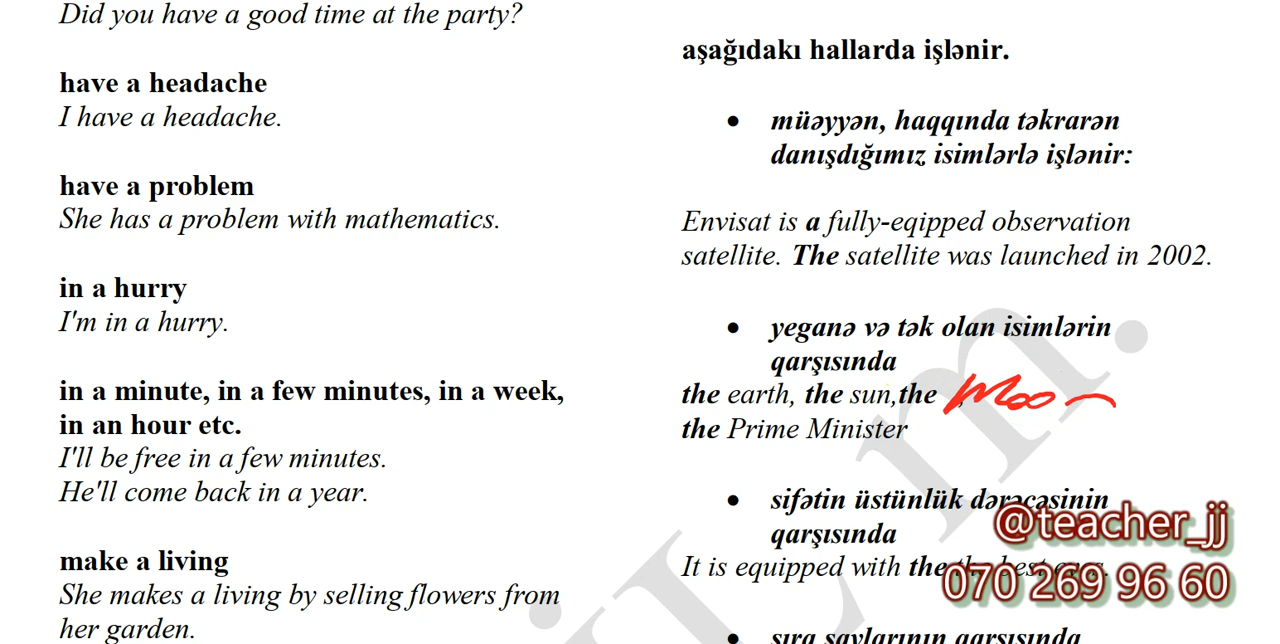 Did you have a good time at the party?
have a headache
I have a headache.
have a problem
She has a problem with mathematics.
in a hurry
I'm in a hurry.
in a minute, in a few minutes, in a week,
in an hour etc.
I'll be free in a few minutes.
He'll come back in a year.
make a living
She makes a living by selling flowers from
her garden.
aşağıdakı hallarda işlənir.
• müəyyən, haqqında təkrarən
danışdığımız isimlərlə işlənir:
Envisat is a fully-eqipped observation
satellite. The satellite was launched in 2002.
• yeganə və tək olan isimlərin
qarşısında
the earth, the sun,the Moon
the Prime Minister
• sifətin üstünlük dərəcəsinin
qarşısında
It is equipped with the the best
• sıra saylarının qarşısında
@teacher_jj
070 269 96 60
iLm.